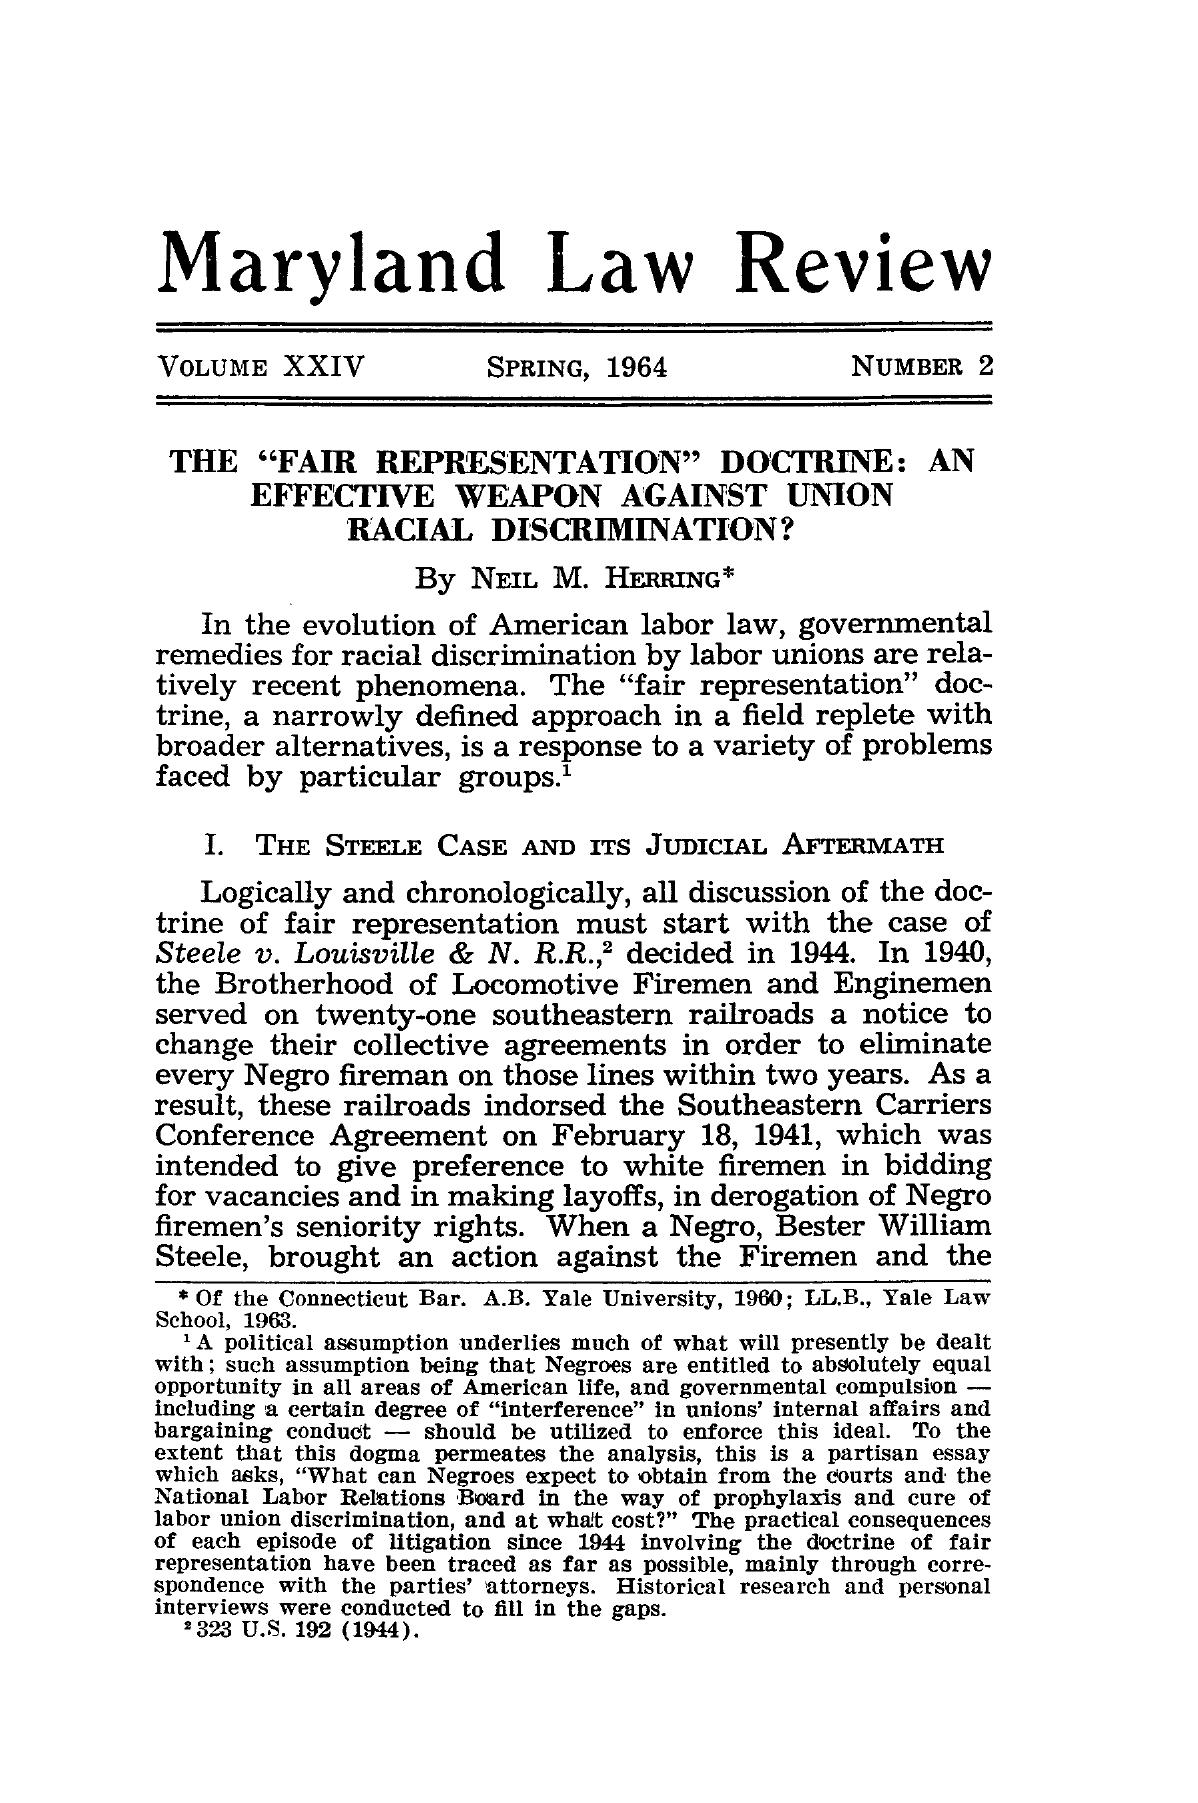 Maryland Law Review
VOLUME XXIV SPRING, 1964 NUMBER 2
THE “FAIR REPRESENTATION” DOCTRINE: AN
EFFECTIVE WEAPON AGAINST UNION
RACIAL DISCRIMINATION?
By NEIL M. HERRING*
In the evolution of American labor law, governmental
remedies for racial discrimination by labor unions are rela-
tively recent phenomena. The “fair representation” doc-
trine, a narrowly defined approach in a field replete with
broader alternatives, is a response to a variety of problems
faced by particular groups.¹
I. THE STEELE CASE AND ITS JUDICIAL AFTERMATH
Logically and chronologically, all discussion of the doc-
trine of fair representation must start with the case of
Steele v. Louisville & N. R.R.,² decided in 1944. In 1940,
the Brotherhood of Locomotive Firemen and Enginemen
served on twenty-one southeastern railroads a notice to
change their collective agreements in order to eliminate
every Negro fireman on those lines within two years. As a
result, these railroads indorsed the Southeastern Carriers
Conference Agreement on February 18, 1941, which was
intended to give preference to white firemen in bidding
for vacancies and in making layoffs, in derogation of Negro
firemen’s seniority rights. When a Negro, Bester William
Steele, brought an action against the Firemen and the
* Of the Connecticut Bar. A.B. Yale University, 1960; LL.B., Yale Law
School, 1963.
¹ A political assumption underlies much of what will presently be dealt
with; such assumption being that Negroes are entitled to absolutely equal
opportunity in all areas of American life, and governmental compulsion —
including a certain degree of “interference” in unions’ internal affairs and
bargaining conduct — should be utilized to enforce this ideal. To the
extent that this dogma permeates the analysis, this is a partisan essay
which asks, “What can Negroes expect to obtain from the courts and the
National Labor Relations Board in the way of prophylaxis and cure of
labor union discrimination, and at what cost?” The practical consequences
of each episode of litigation since 1944 involving the doctrine of fair
representation have been traced as far as possible, mainly through corre-
spondence with the parties’ attorneys. Historical research and personal
interviews were conducted to fill in the gaps.
² 323 U.S. 192 (1944).